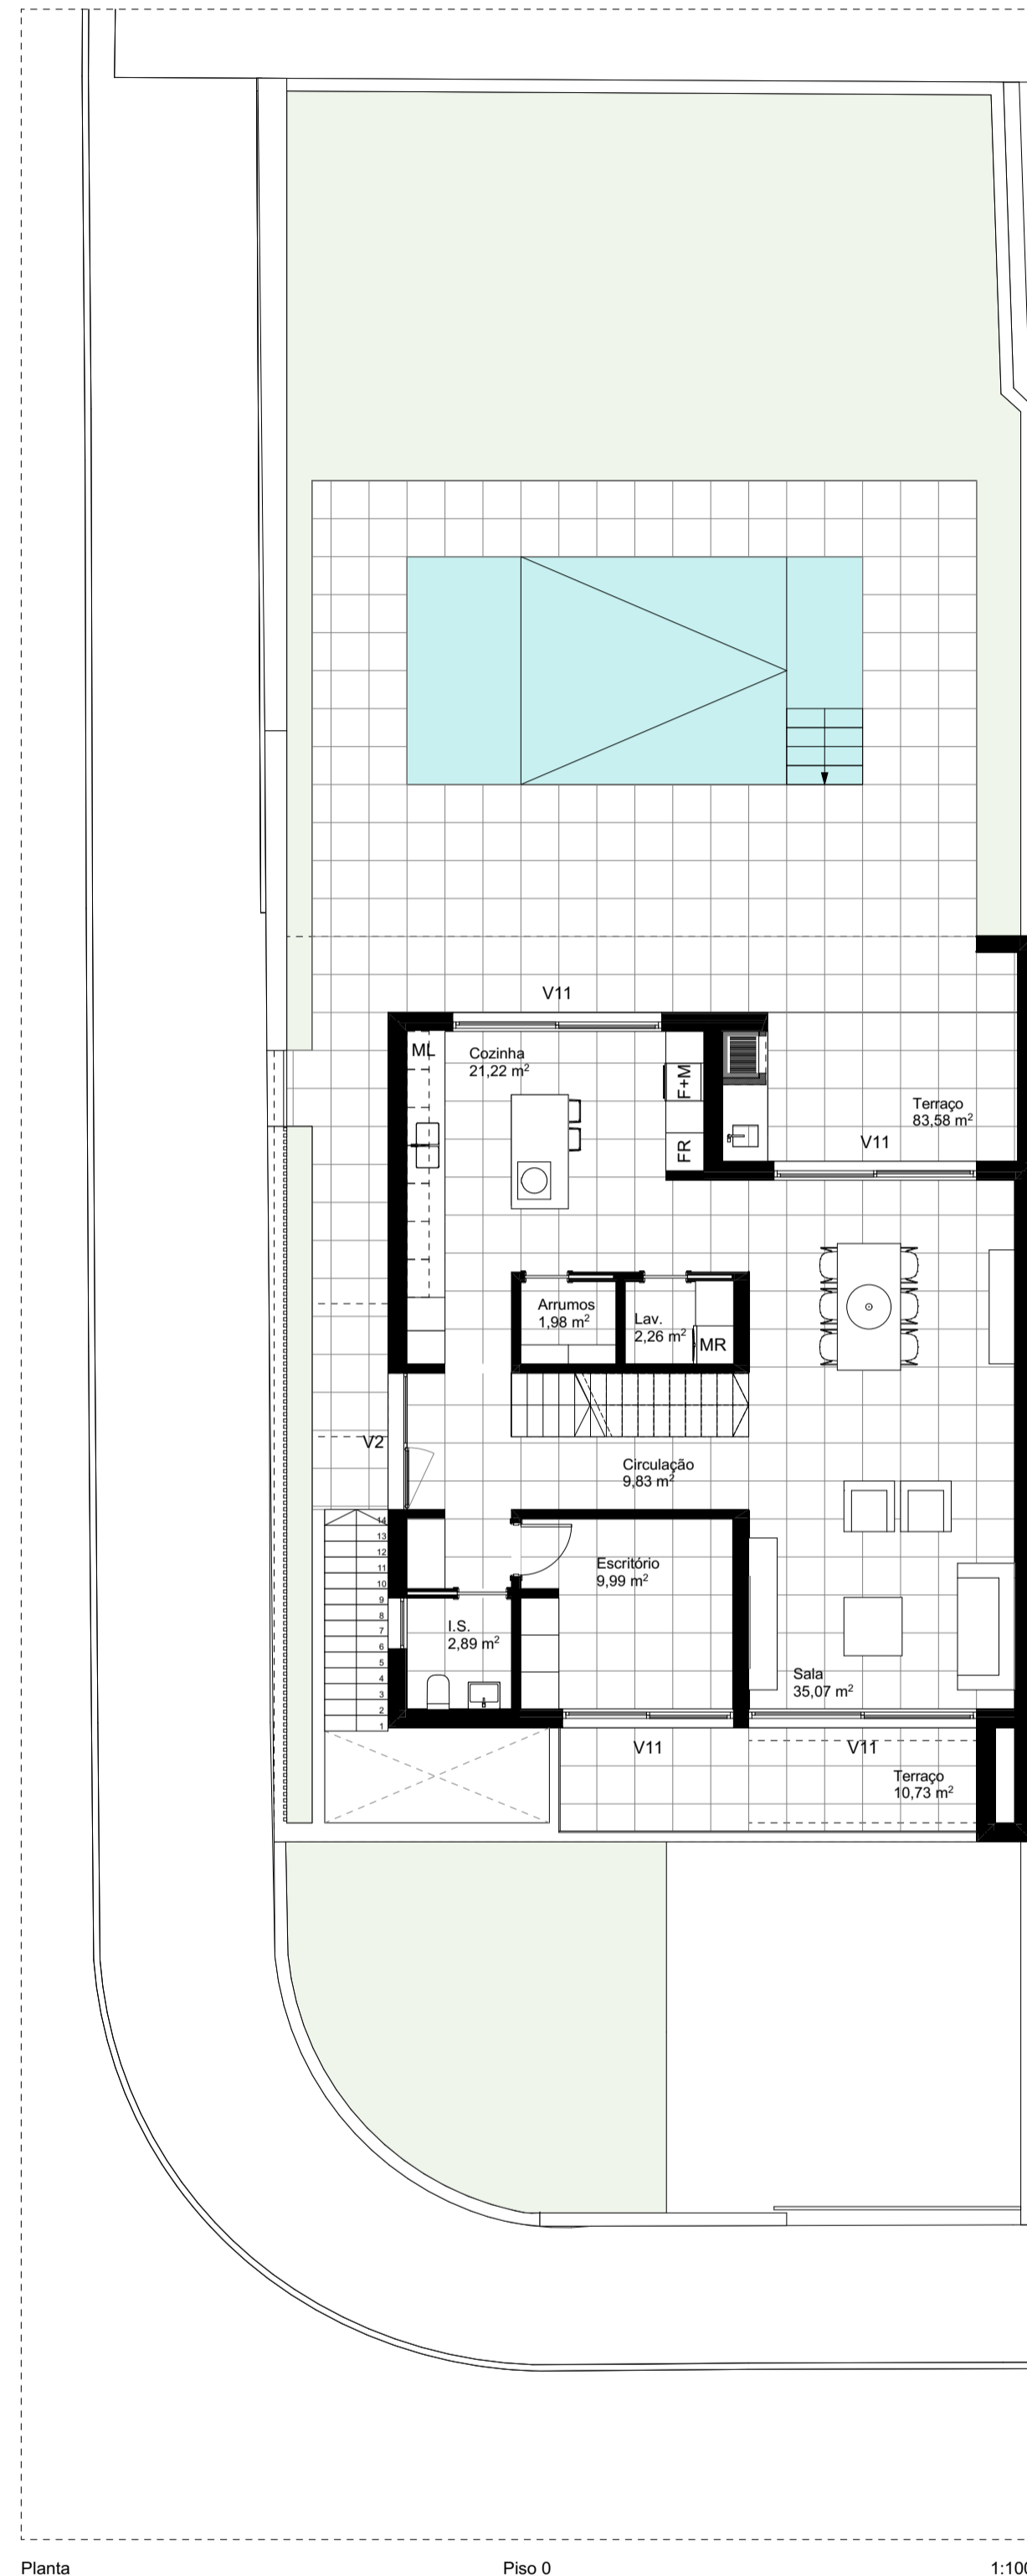 V11
ML
Cozinha
21,22 m²
F+M
FR
Terraço
83,58 m²
V11
Arrumos
1,98 m²
Lav.
2,26 m²
MR
V2
Circulação
9,83 m²
14
13
12
11
10
9
8
7
6
5
4
3
2
1
Escritório
9,99 m²
I.S.
2,89 m²
Sala
35,07 m²
V11
V11
Terraço
10,73 m²
Planta
Piso 0